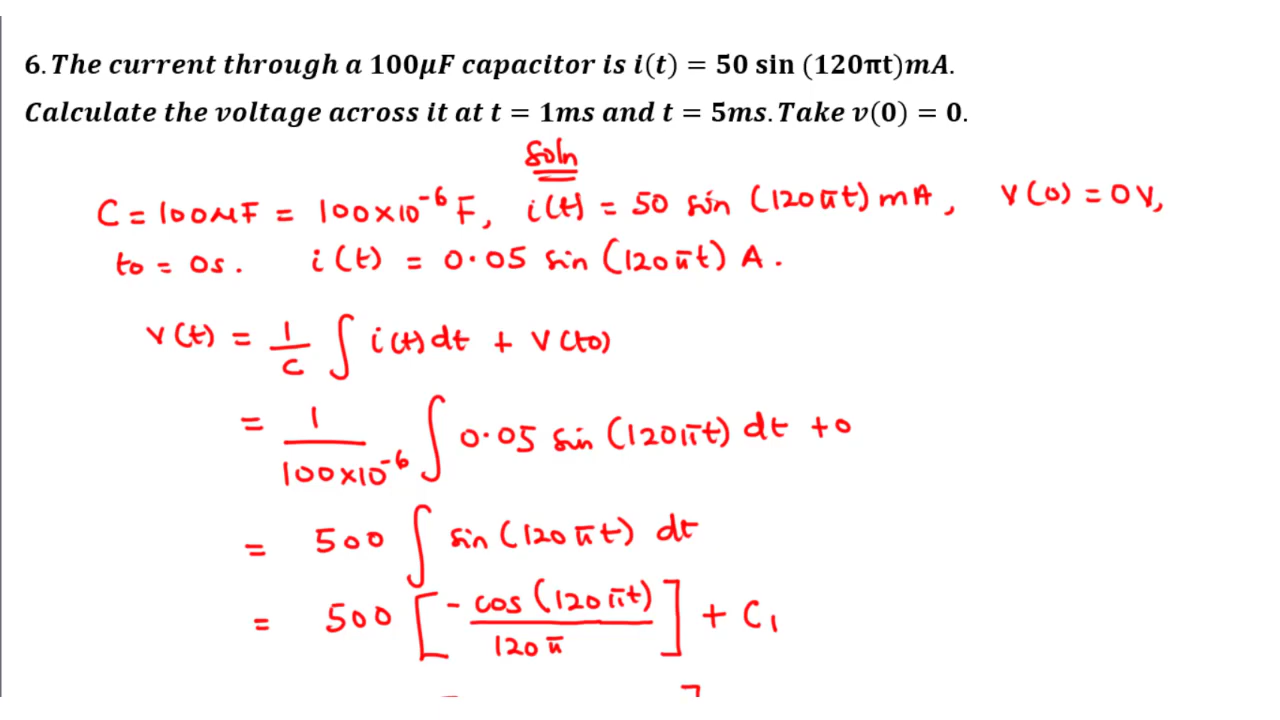 6. The current through a 100μF capacitor is i(t) = 50 sin (120πt)mA.
Calculate the voltage across it at t = 1ms and t = 5ms. Take v(0) = 0.
Soln
C = 100μF = 100×10⁻⁶ F, i(t) = 50 sin (120πt) mA, V(0) = 0V,
to = 0s. i(t) = 0.05 sin (120πt) A.
V(t) = 1/C ∫ i(t) dt + V(to)
= 1/100×10⁻⁶ ∫ 0.05 sin (120πt) dt + 0
= 500 ∫ sin (120πt) dt
= 500 [ - cos (120πt)/120π ] + C₁